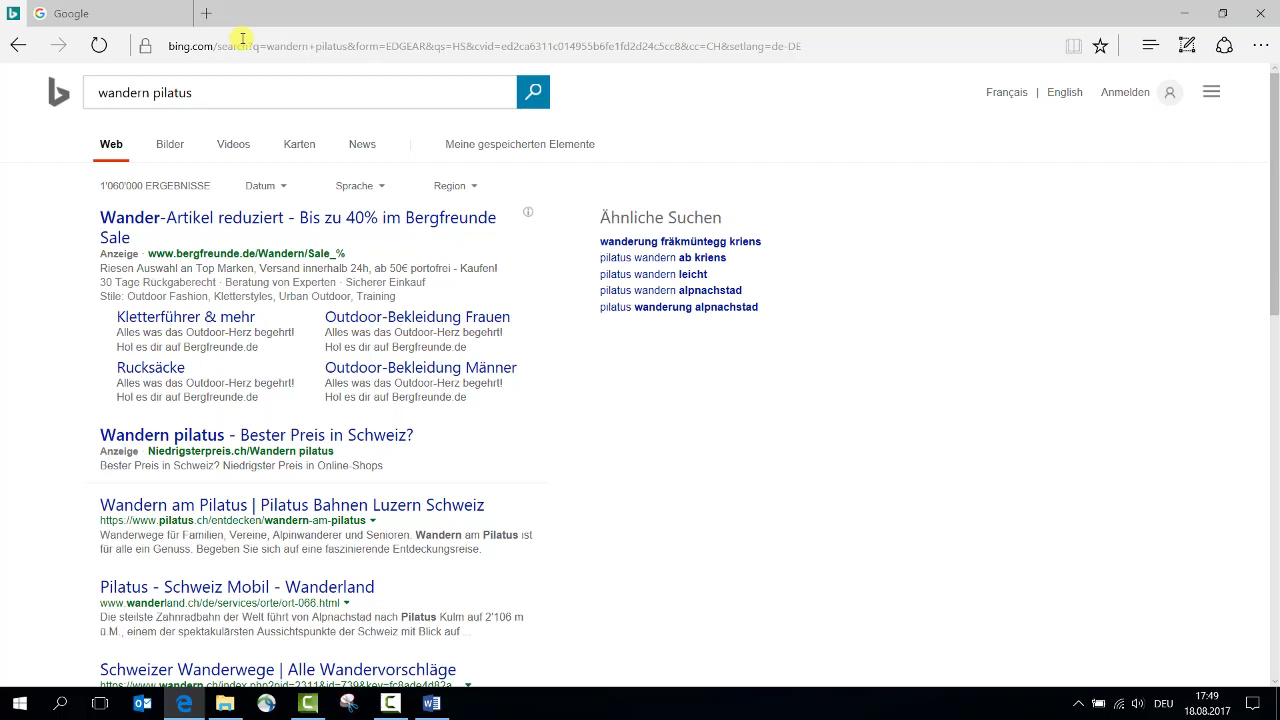 Google
bing.com/search?q=wandern+pilatus&form=EDGEAR&qs=HS&cvid=ed2ca6311c014955b6fe1fd2d24c5cc8&cc=CH&setlang=de-DE
wandern pilatus
Français | English Anmelden
Web Bilder Videos Karten News | Meine gespeicherten Elemente
1'060'000 ERGEBNISSE Datum Sprache Region
Wander-Artikel reduziert - Bis zu 40% im Bergfreunde
Sale
Anzeige · www.bergfreunde.de/Wandern/Sale_%
Riesen Auswahl an Top Marken, Versand innerhalb 24h, ab 50€ portofrei - Kaufen!
30 Tage Rückgaberecht · Beratung von Experten · Sicherer Einkauf
Stile: Outdoor Fashion, Kletterstyles, Urban Outdoor, Training
Kletterführer & mehr
Alles was das Outdoor-Herz begehrt!
Hol es dir auf Bergfreunde.de
Outdoor-Bekleidung Frauen
Alles was das Outdoor-Herz begehrt!
Hol es dir auf Bergfreunde.de
Rucksäcke
Alles was das Outdoor-Herz begehrt!
Hol es dir auf Bergfreunde.de
Outdoor-Bekleidung Männer
Alles was das Outdoor-Herz begehrt!
Hol es dir auf Bergfreunde.de
Wandern pilatus - Bester Preis in Schweiz?
Anzeige Niedrigsterpreis.ch/Wandern pilatus
Bester Preis in Schweiz? Niedrigster Preis in Online-Shops
Wandern am Pilatus | Pilatus Bahnen Luzern Schweiz
https://www.pilatus.ch/entdecken/wandern-am-pilatus
Wanderwege für Familien, Vereine, Alpinwanderer und Senioren. Wandern am Pilatus ist
für alle ein Genuss. Begeben Sie sich auf eine faszinierende Entdeckungsreise.
Pilatus - Schweiz Mobil - Wanderland
www.wanderland.ch/de/services/orte/ort-066.html
Die steilste Zahnradbahn der Welt führt von Alpnachstad nach Pilatus Kulm auf 2'106 m
ü.M., einem der spektakulärsten Aussichtspunkte der Schweiz mit Blick auf ...
Schweizer Wanderwege | Alle Wandervorschläge
https://www.wandern.ch/index.php?pid=2311&id=739&key=fc8ade4d82a...
Ähnliche Suchen
wanderung fräkmüntegg kriens
pilatus wandern ab kriens
pilatus wandern leicht
pilatus wandern alpnachstad
pilatus wanderung alpnachstad
DEU
17:49
18.08.2017